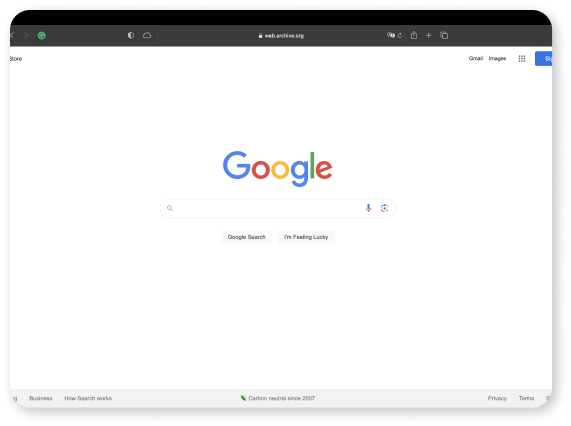 web.archive.org
Store
Gmail Images
Google
Google Search I'm Feeling Lucky
Business How Search works Carbon neutral since 2007 Privacy Terms